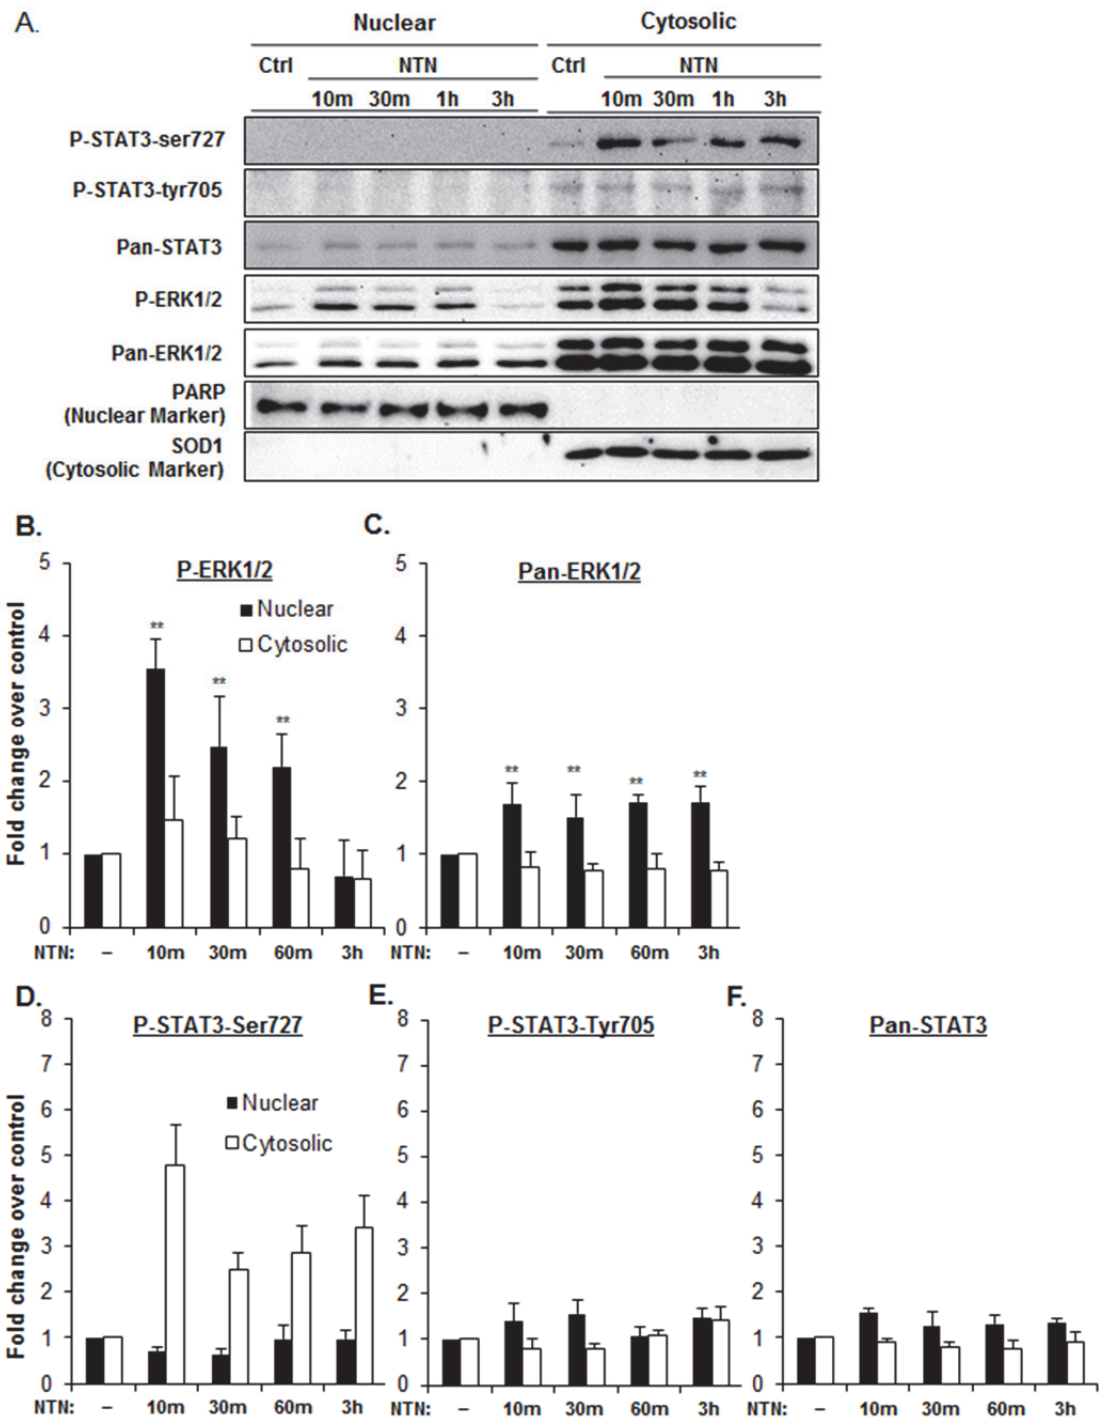 A.
Nuclear Cytosolic
Ctrl NTN Ctrl NTN
10m 30m 1h 3h 10m 30m 1h 3h
P-STAT3-ser727
P-STAT3-tyr705
Pan-STAT3
P-ERK1/2
Pan-ERK1/2
PARP
(Nuclear Marker)
SOD1
(Cytosolic Marker)
B.
P-ERK1/2
Nuclear
Cytosolic
Fold change over control
5
4
3
2
1
0
** ** **
NTN: – 10m 30m 60m 3h
C.
Pan-ERK1/2
5
4
3
2
1
0
** ** ** **
NTN: – 10m 30m 60m 3h
D.
P-STAT3-Ser727
Nuclear
Cytosolic
Fold change over control
8
7
6
5
4
3
2
1
0
NTN: – 10m 30m 60m 3h
E.
P-STAT3-Tyr705
8
7
6
5
4
3
2
1
0
NTN: – 10m 30m 60m 3h
F.
Pan-STAT3
8
7
6
5
4
3
2
1
0
NTN: – 10m 30m 60m 3h